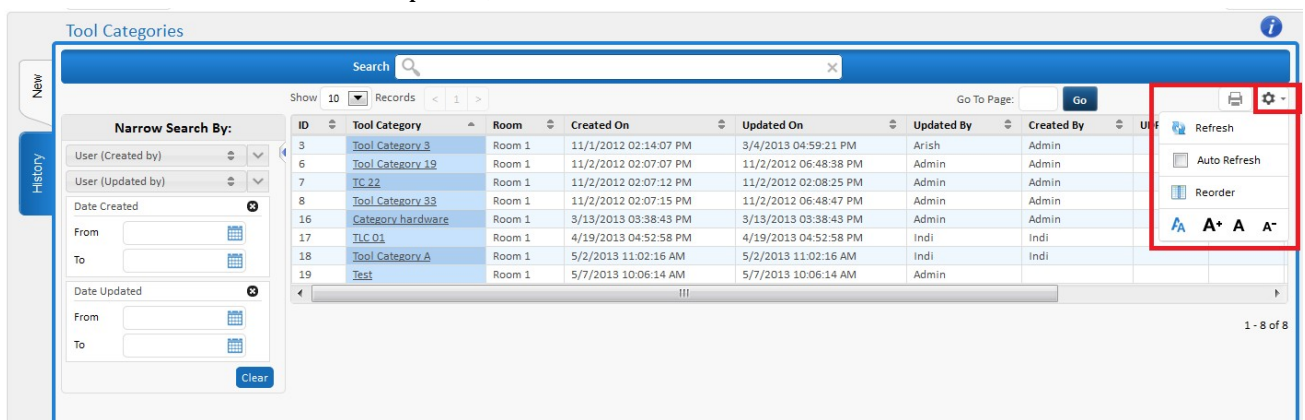 Tool Categories
New
History
Search
Show 10 Records < 1 >
Go To Page: Go
Narrow Search By:
User (Created by)
User (Updated by)
Date Created
From
To
Date Updated
From
To
Clear
ID Tool Category Room Created On Updated On Updated By Created By
3 Tool Category 3 Room 1 11/1/2012 02:14:07 PM 3/4/2013 04:59:21 PM Arish Admin
6 Tool Category 19 Room 1 11/2/2012 02:07:07 PM 11/2/2012 06:48:38 PM Admin Admin
7 TC 22 Room 1 11/2/2012 02:07:12 PM 11/2/2012 02:08:25 PM Admin Admin
8 Tool Category 33 Room 1 11/2/2012 02:07:15 PM 11/2/2012 06:48:47 PM Admin Admin
16 Category hardware Room 1 3/13/2013 03:38:43 PM 3/13/2013 03:38:43 PM Admin Admin
17 TLC 01 Room 1 4/19/2013 04:52:58 PM 4/19/2013 04:52:58 PM Indi Indi
18 Tool Category A Room 1 5/2/2013 11:02:16 AM 5/2/2013 11:02:16 AM Indi Indi
19 Test Room 1 5/7/2013 10:06:14 AM 5/7/2013 10:06:14 AM Admin
Refresh
Auto Refresh
Reorder
AA A+ A A-
1 - 8 of 8